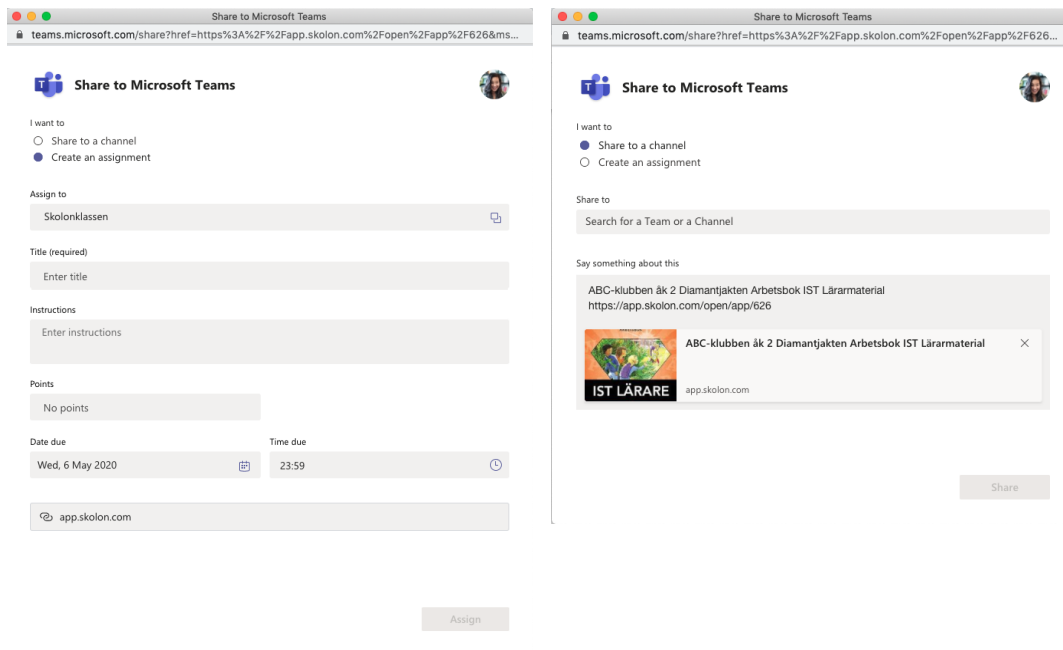 Share to Microsoft Teams
teams.microsoft.com/share?href=https%3A%2F%2Fapp.skolon.com%2Fopen%2Fapp%2F626&ms...
Share to Microsoft Teams
I want to
Share to a channel
Create an assignment
Assign to
Skolonklassen
Title (required)
Enter title
Instructions
Enter instructions
Points
No points
Date due
Time due
Wed, 6 May 2020
23:59
app.skolon.com
Assign
Share to Microsoft Teams
teams.microsoft.com/share?href=https%3A%2F%2Fapp.skolon.com%2Fopen%2Fapp%2F626...
Share to Microsoft Teams
I want to
Share to a channel
Create an assignment
Share to
Search for a Team or a Channel
Say something about this
ABC-klubben åk 2 Diamantjakten Arbetsbok IST Lärarmaterial
https://app.skolon.com/open/app/626
ABC-klubben åk 2 Diamantjakten Arbetsbok IST Lärarmaterial
IST LÄRARE
app.skolon.com
Share